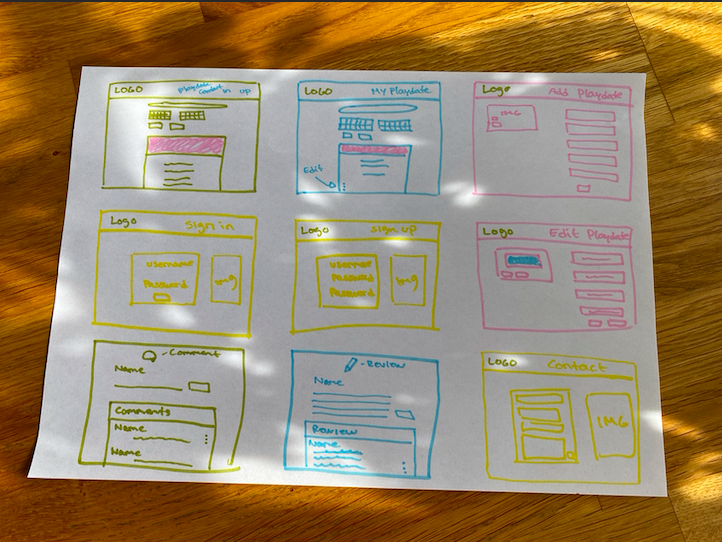 LOGO
Playdate
Contact in up
LOGO My Playdate
Edit
Logo Add Playdate
IMG
Logo Sign in
username
Password
Img
Logo sign up
username
Password
Password
Img
Logo Edit Playdate
- Comment
Name
Comments
Name
Name
- Review
Name
Review
Name
LOGO Contact
IMG